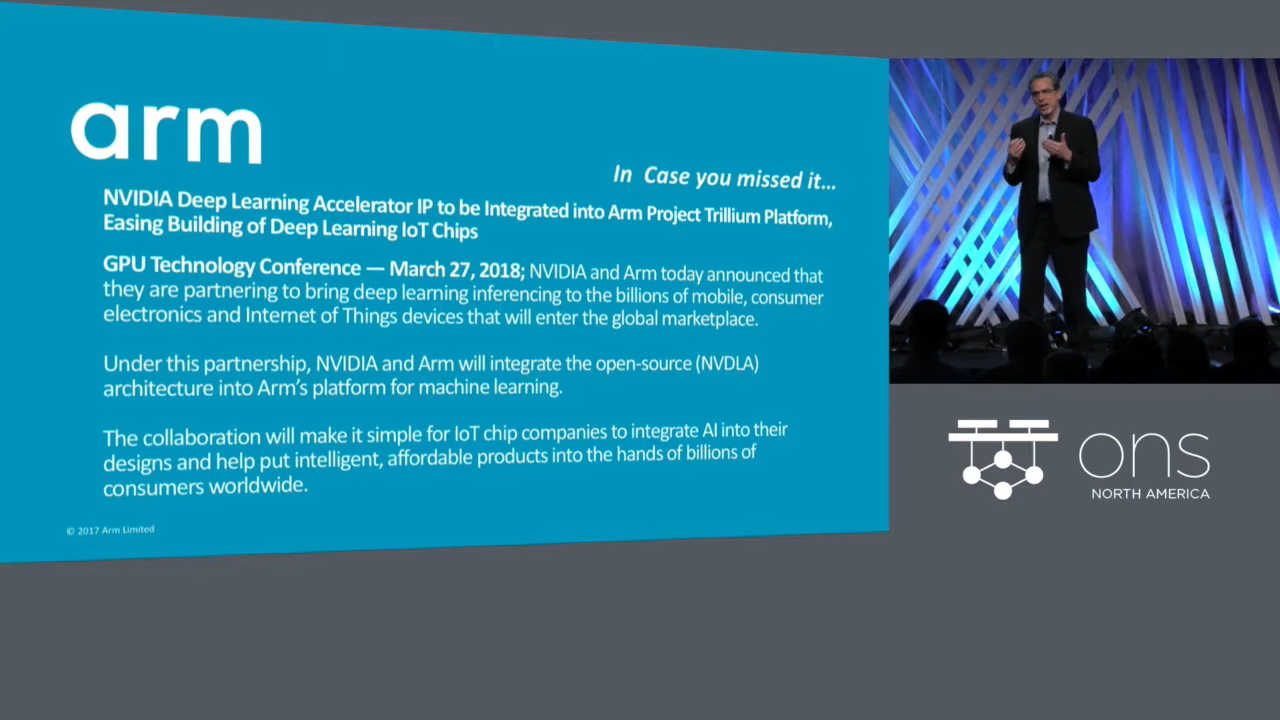 arm
In Case you missed it...
NVIDIA Deep Learning Accelerator IP to be Integrated into Arm Project Trillium Platform,
Easing Building of Deep Learning IoT Chips
GPU Technology Conference — March 27, 2018; NVIDIA and Arm today announced that
they are partnering to bring deep learning inferencing to the billions of mobile, consumer
electronics and Internet of Things devices that will enter the global marketplace.
Under this partnership, NVIDIA and Arm will integrate the open-source (NVDLA)
architecture into Arm's platform for machine learning.
The collaboration will make it simple for IoT chip companies to integrate AI into their
designs and help put intelligent, affordable products into the hands of billions of
consumers worldwide.
© 2017 Arm Limited
ons
NORTH AMERICA